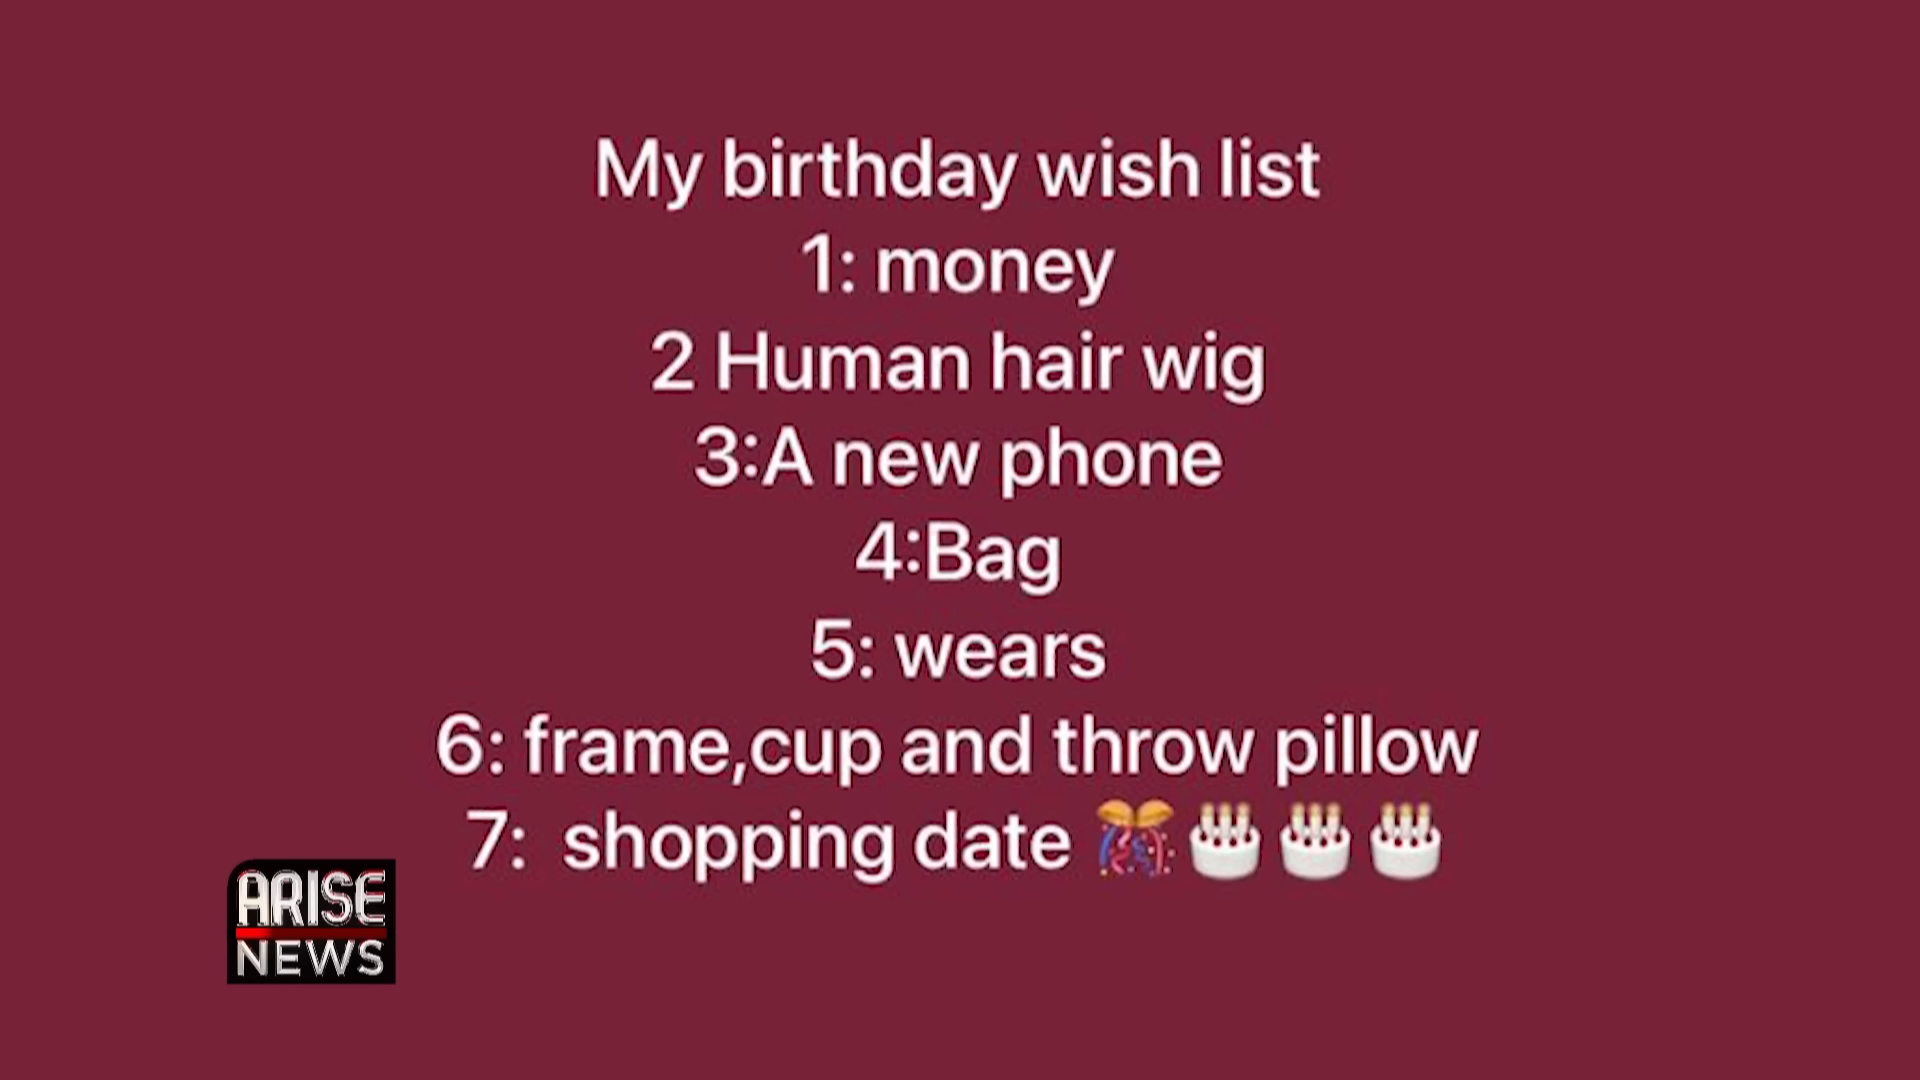 My birthday wish list
1: money
2 Human hair wig
3:A new phone
4:Bag
5: wears
6: frame,cup and throw pillow
7:  shopping date 🎊🎂🎂🎂
ARISE
NEWS